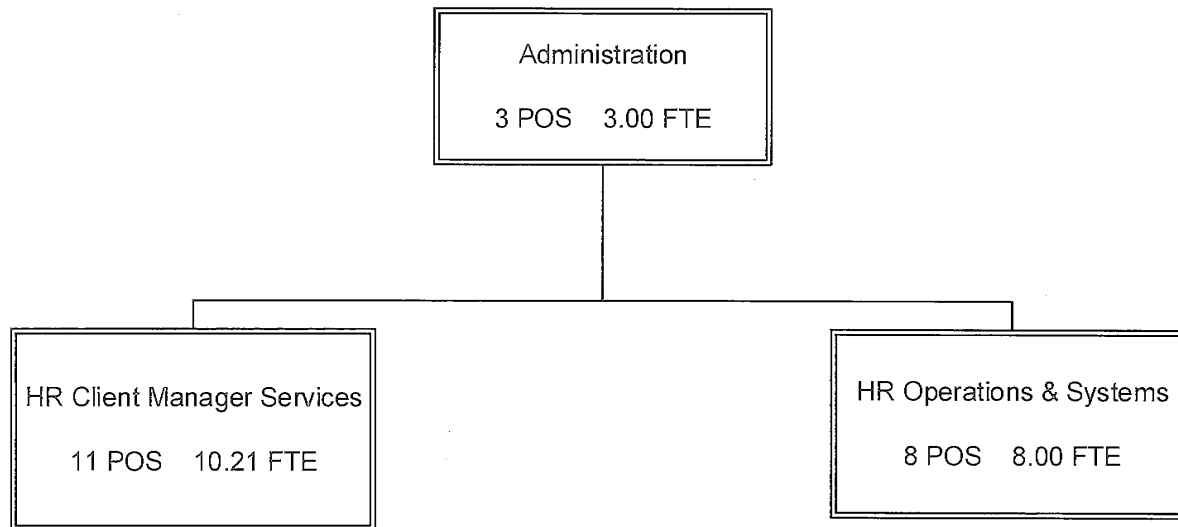 Administration
3 POS 3.00 FTE
HR Client Manager Services
11 POS 10.21 FTE
HR Operations & Systems
8 POS 8.00 FTE